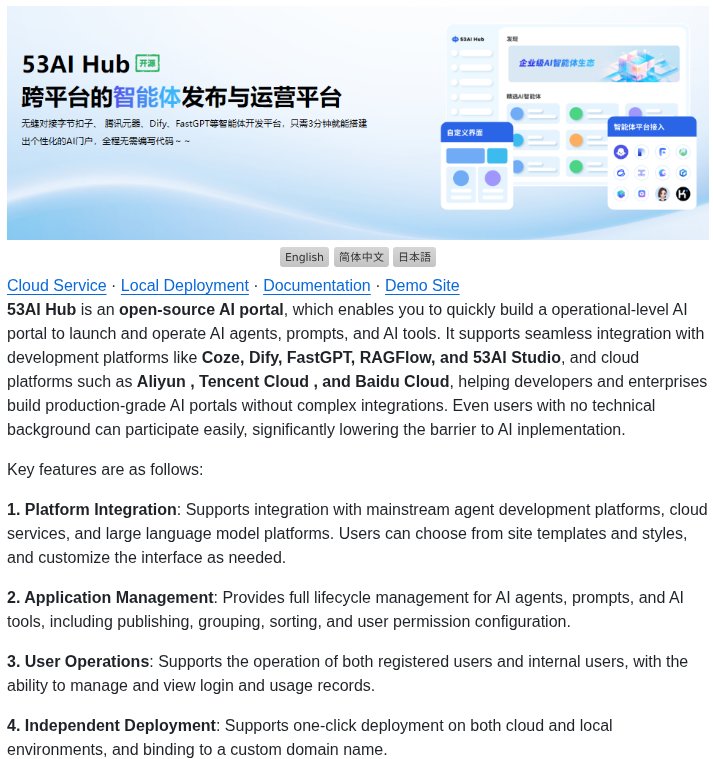 53AI Hub 开源
跨平台的智能体发布与运营平台
无缝对接字节扣子、腾讯元器、Dify、FastGPT等智能体开发平台，只需3分钟就能搭建
出个性化的AI门户，全程无需编写代码～～
53AI Hub
发现
企业级AI智能体生态
精选AI智能体
自定义界面
智能体平台接入
English 简体中文 日本語
Cloud Service · Local Deployment · Documentation · Demo Site
53AI Hub is an open-source AI portal, which enables you to quickly build a operational-level AI
portal to launch and operate AI agents, prompts, and AI tools. It supports seamless integration with
development platforms like Coze, Dify, FastGPT, RAGFlow, and 53AI Studio, and cloud
platforms such as Aliyun , Tencent Cloud , and Baidu Cloud, helping developers and enterprises
build production-grade AI portals without complex integrations. Even users with no technical
background can participate easily, significantly lowering the barrier to AI inplementation.
Key features are as follows:
1. Platform Integration: Supports integration with mainstream agent development platforms, cloud
services, and large language model platforms. Users can choose from site templates and styles,
and customize the interface as needed.
2. Application Management: Provides full lifecycle management for AI agents, prompts, and AI
tools, including publishing, grouping, sorting, and user permission configuration.
3. User Operations: Supports the operation of both registered users and internal users, with the
ability to manage and view login and usage records.
4. Independent Deployment: Supports one-click deployment on both cloud and local
environments, and binding to a custom domain name.